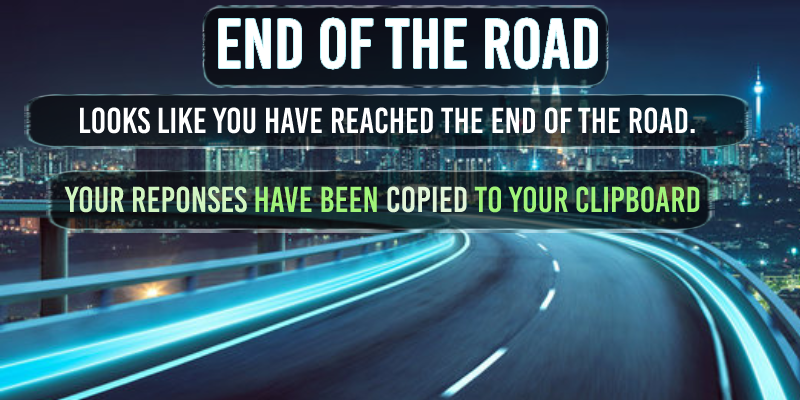 END OF THE ROAD
LOOKS LIKE YOU HAVE REACHED THE END OF THE ROAD.
YOUR REPONSES HAVE BEEN COPIED TO YOUR CLIPBOARD